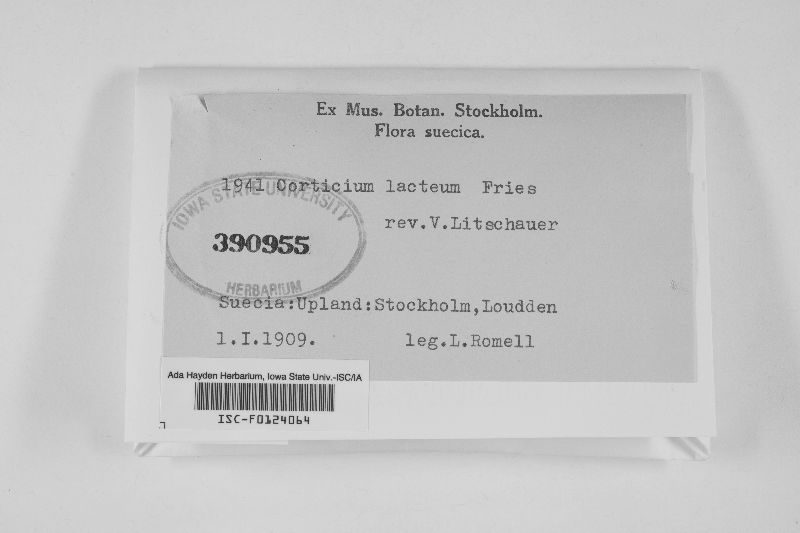 Ex Mus. Botan. Stockholm.
Flora suecica.
1941 Corticium lacteum Fries
rev.V.Litschauer
IOWA STATE UNIVERSITY
390955
HERBARIUM
Suecia:Upland:Stockholm,Loudden
1.I.1909. leg.L.Romell
Ada Hayden Herbarium, Iowa State Univ.-ISC/IA
ISC-F0124064